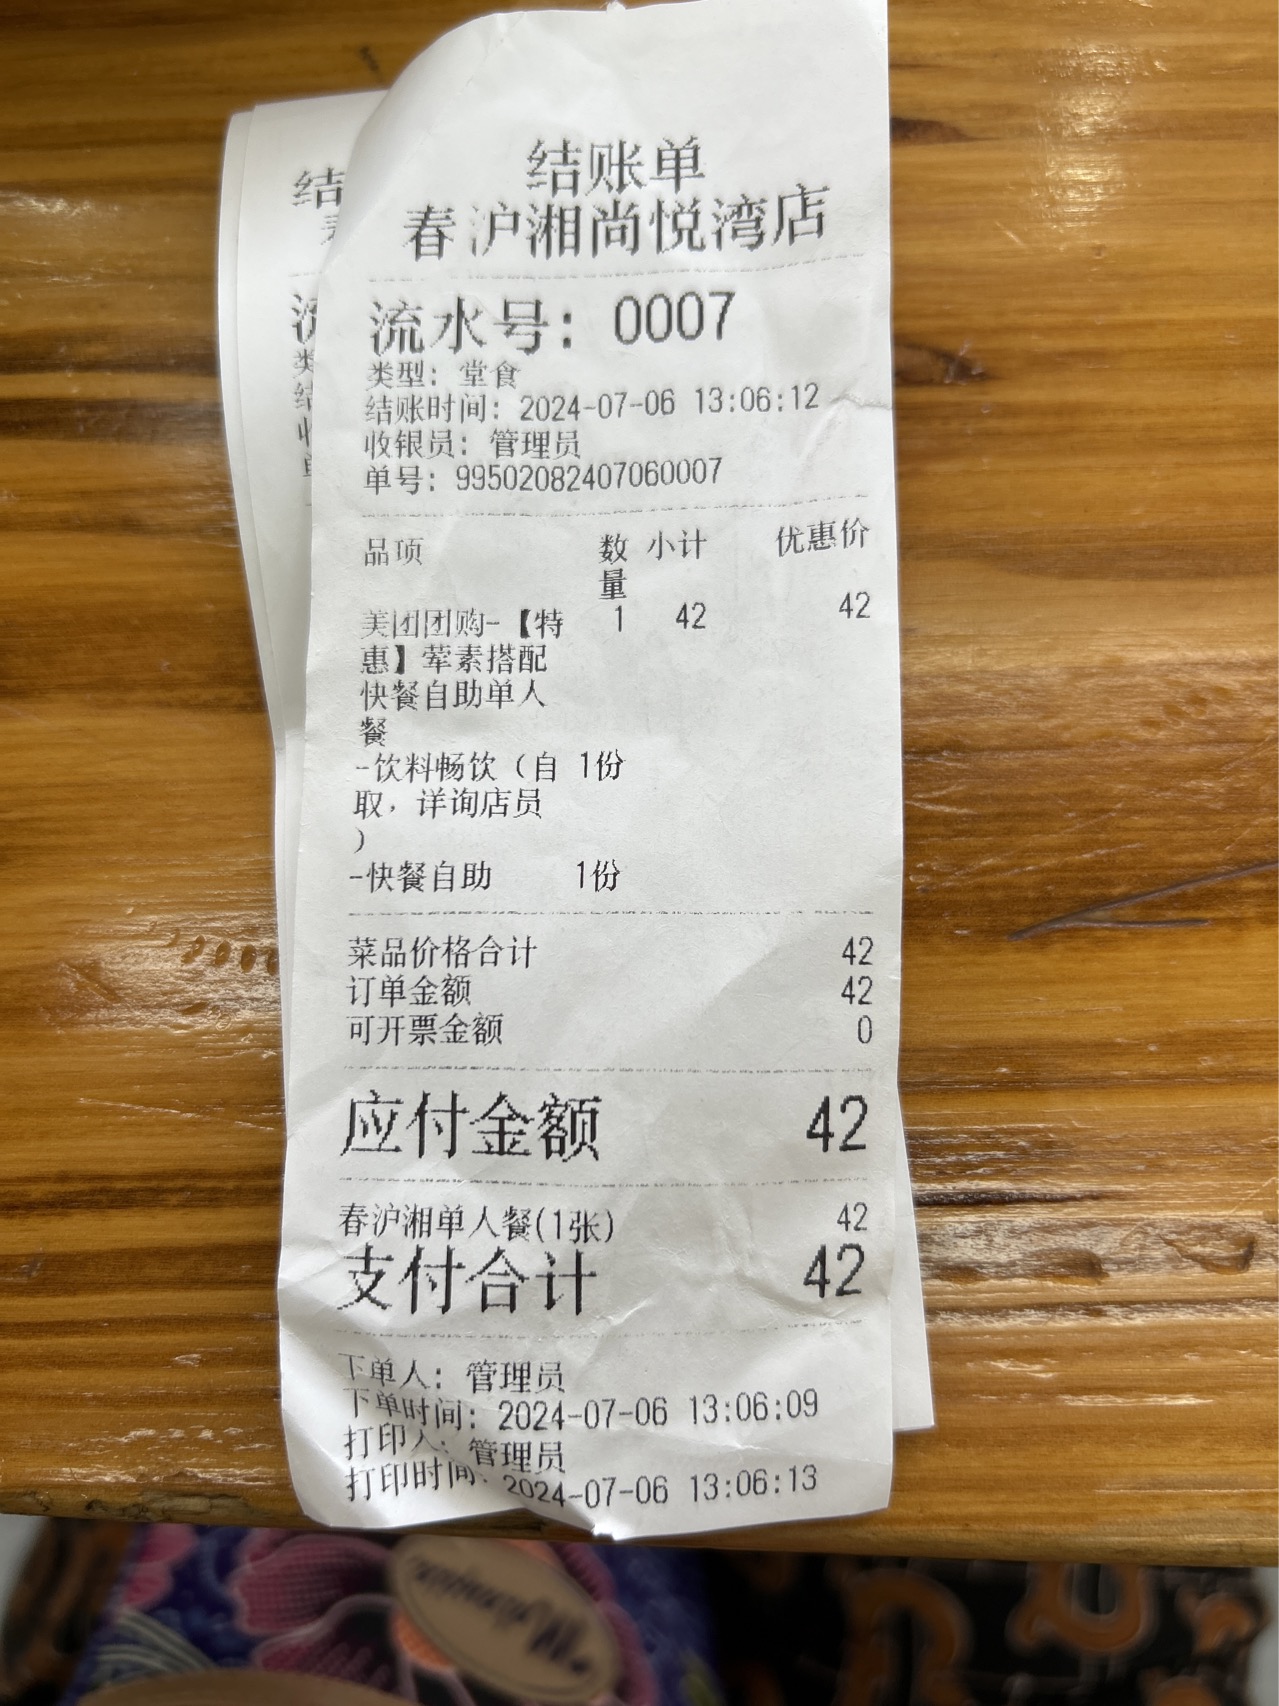 结账单
春沪湘尚悦湾店
流水号: 0007
类型: 堂食
结账时间: 2024-07-06 13:06:12
收银员: 管理员
单号: 99502082407060007
品项 数量 小计 优惠价
美团团购-【特 1 42 42
惠】荤素搭配
快餐自助单人
餐
-饮料畅饮（自 1份
取，详询店员
）
-快餐自助 1份
菜品价格合计 42
订单金额 42
可开票金额 0
应付金额 42
春沪湘单人餐(1张) 42
支付合计 42
下单人: 管理员
下单时间: 2024-07-06 13:06:09
打印人: 管理员
打印时间: 2024-07-06 13:06:13